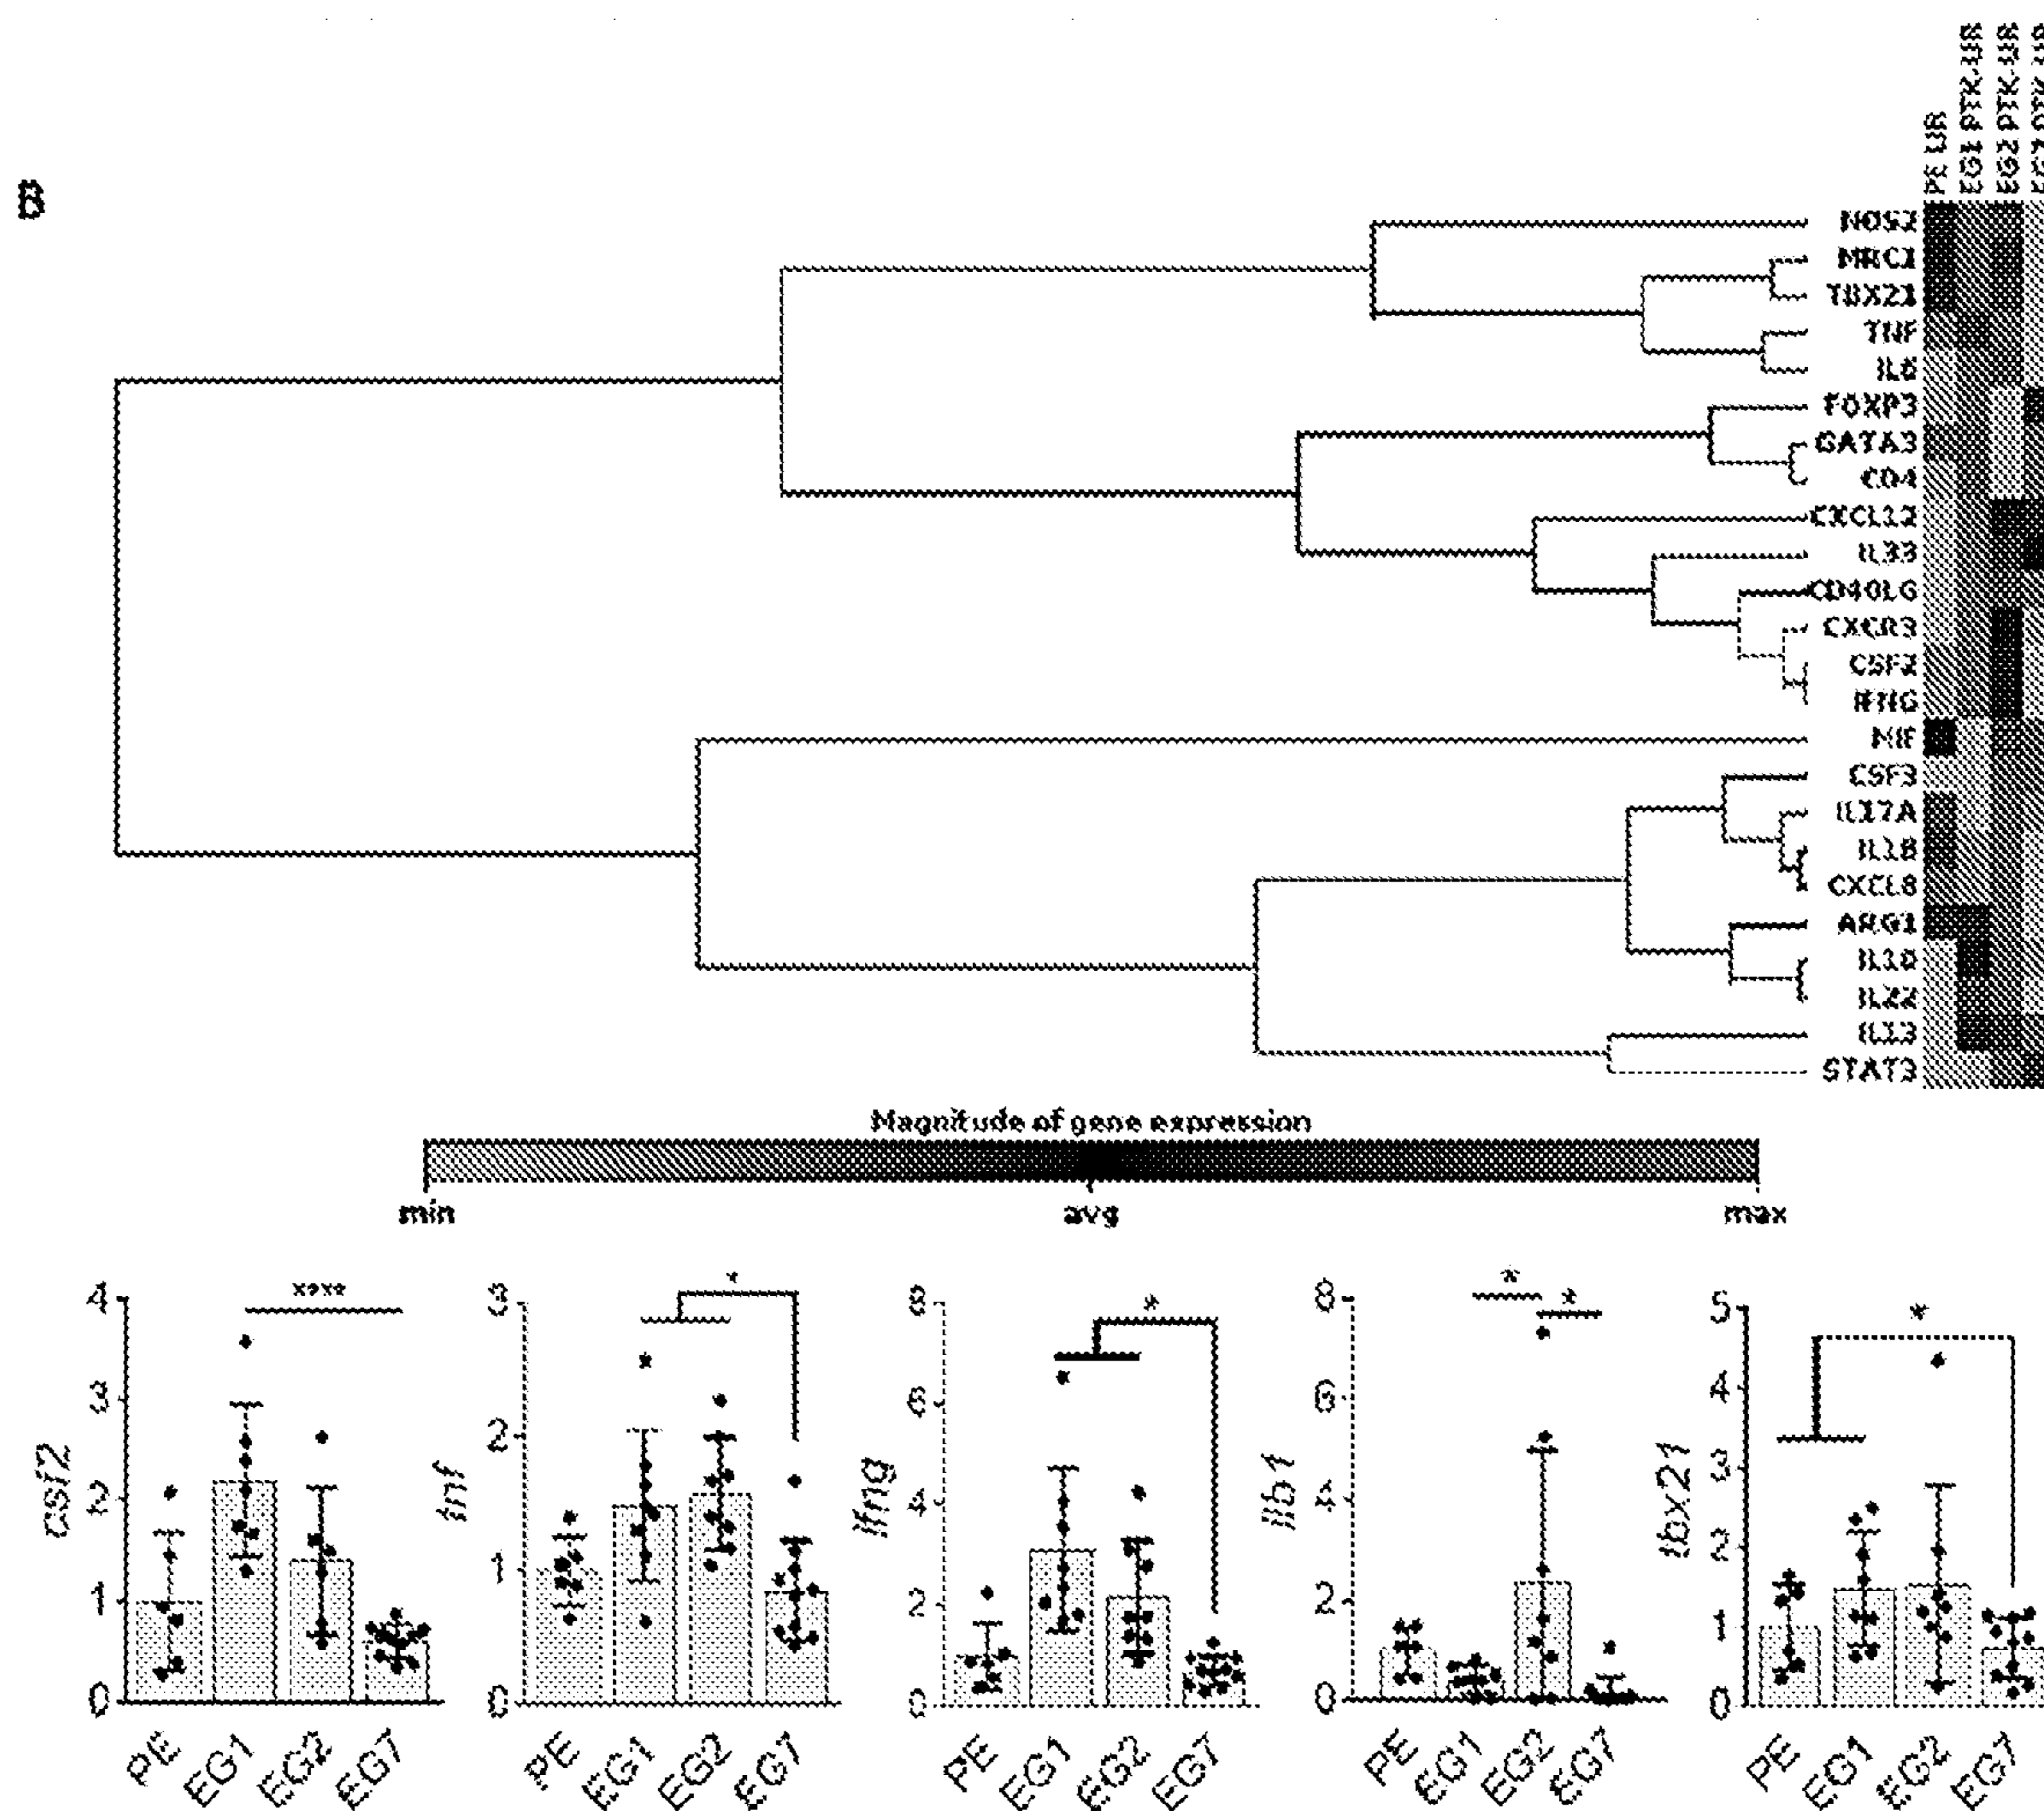 B
PE UR
EG1 PTK-UR
EG2 PTK-UR
EG7 PTK-UR
NOS2
MRC1
TBX21
TNF
IL6
FOXP3
GATA3
CD4
CXCL12
IL33
CD40LG
CXCR3
CSF2
IFNG
MIF
CSF3
IL17A
IL1B
CXCL8
ARG1
IL10
IL22
IL13
STAT3
Magnitude of gene expression
min avg max
csf2
4
3
2
1
0
****
PE EG1 EG2 EG7
tnf
3
2
1
0
*
PE EG1 EG2 EG7
Ifng
8
6
4
2
0
*
PE EG1 EG2 EG7
Ilb1
8
6
4
2
0
* *
PE EG1 EG2 EG7
tbx21
5
4
3
2
1
0
*
PE EG1 EG2 EG7